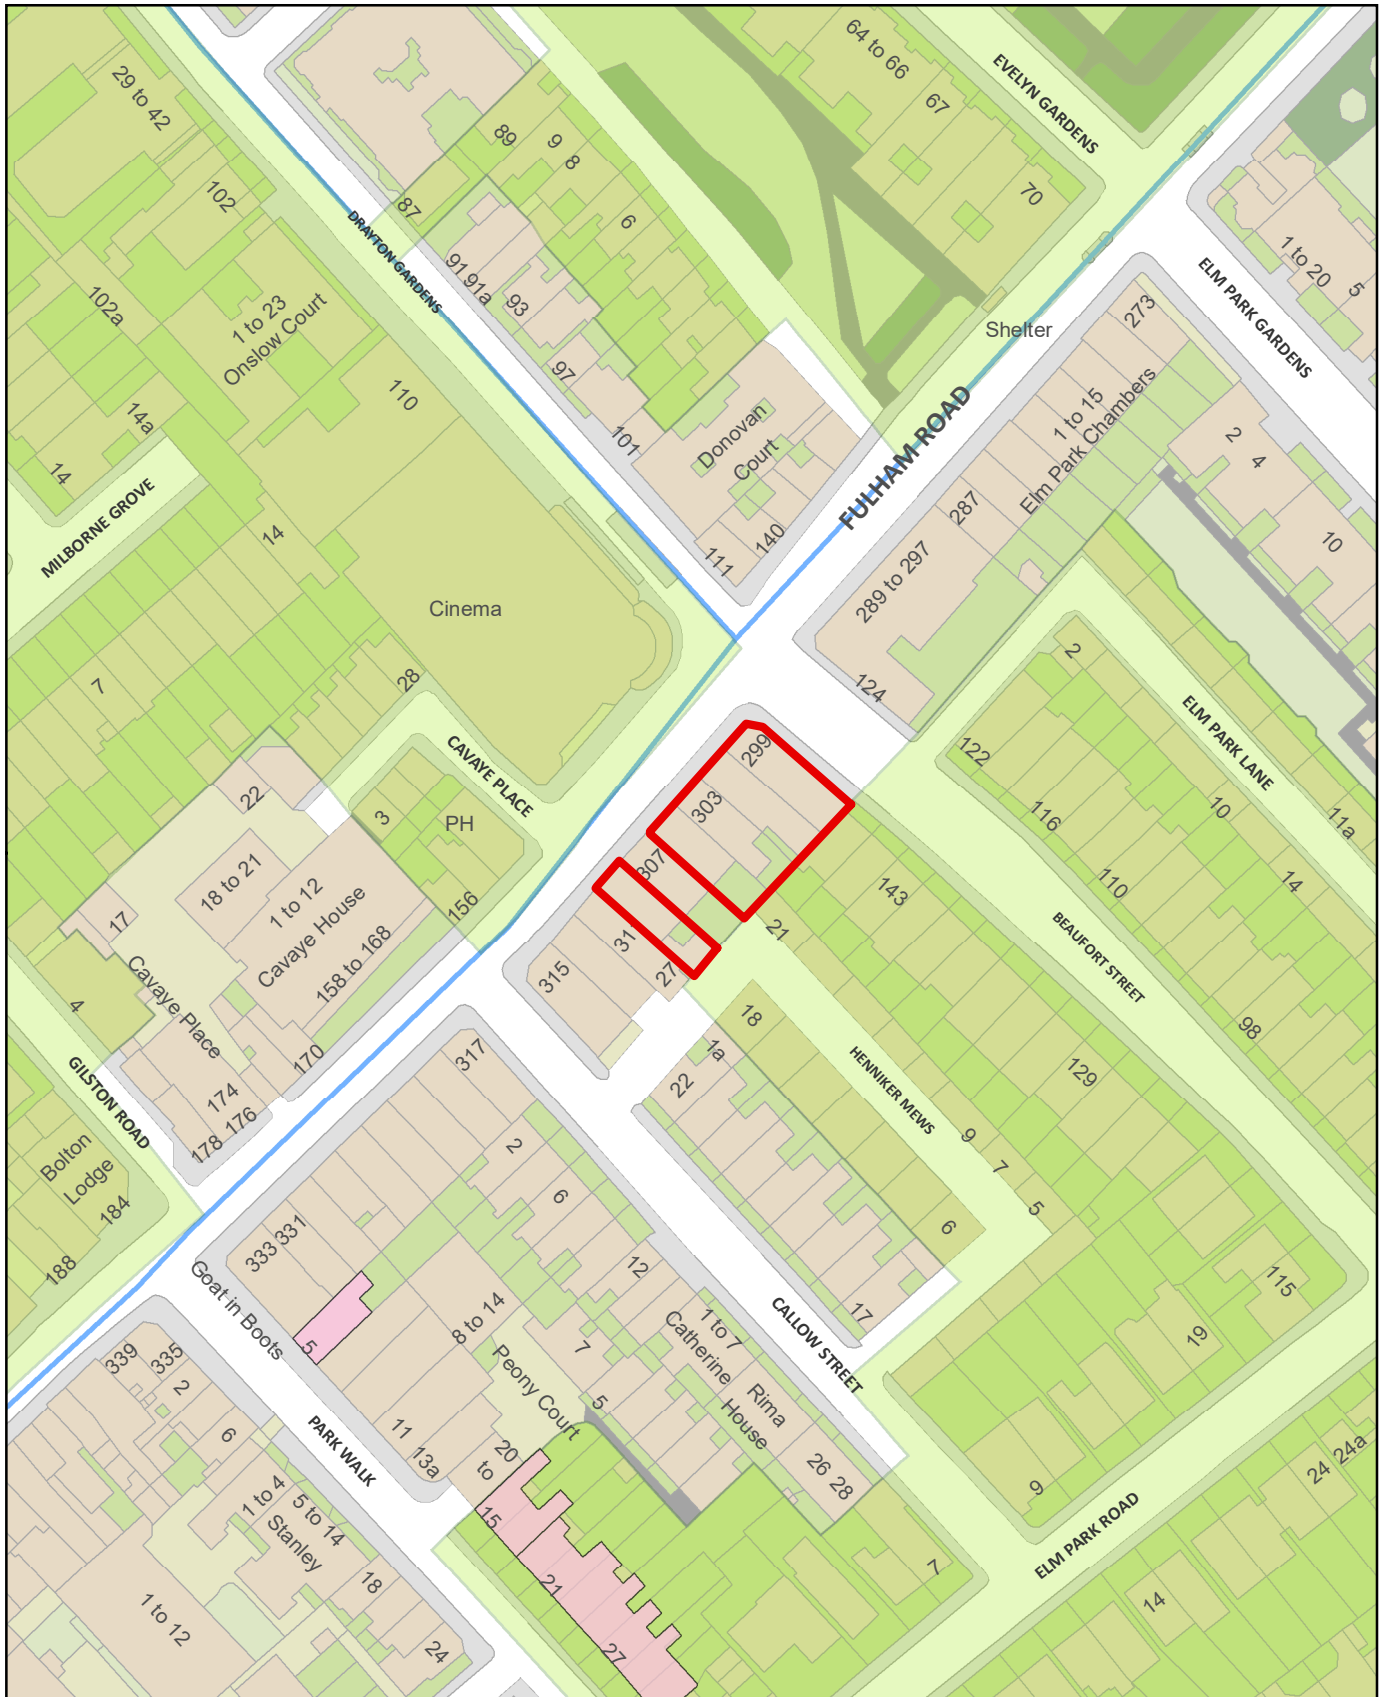 64 to 66
EVELYN GARDENS
29 to 42
67
89
9
8
102
87
70
6
DRAYTON GARDENS
1 to 20
5
ELM PARK GARDENS
91
91a
93
102a
1 to 23
Onslow Court
273
Shelter
97
110
1 to 15
Elm Park Chambers
14a
101
Donovan
Court
FULHAM ROAD
2
4
14
MILBORNE GROVE
287
14
140
111
10
289 to 297
Cinema
2
28
7
124
ELM PARK LANE
CAVAYE PLACE
299
122
22
303
10
116
11a
3
PH
307
18 to 21
1 to 12
Cavaye House
110
14
143
156
17
21
31
BEAUFORT STREET
158 to 168
315
27
Cavaye Place
4
18
98
1a
317
170
22
HENNIKER MEWS
129
GILSTON ROAD
174
176
178
2
9
7
Bolton
Lodge
6
5
184
6
333
331
188
12
115
Goat in Boots
17
8 to 14
1 to 7
Catherine
CALLOW STREET
19
5
7
339
335
2
Peony Court
Rima
House
5
11
13a
6
PARK WALK
20
to
15
26
28
24a
24
9
1 to 4
5 to 14
Stanley
ELM PARK ROAD
18
21
7
14
1 to 12
24
27